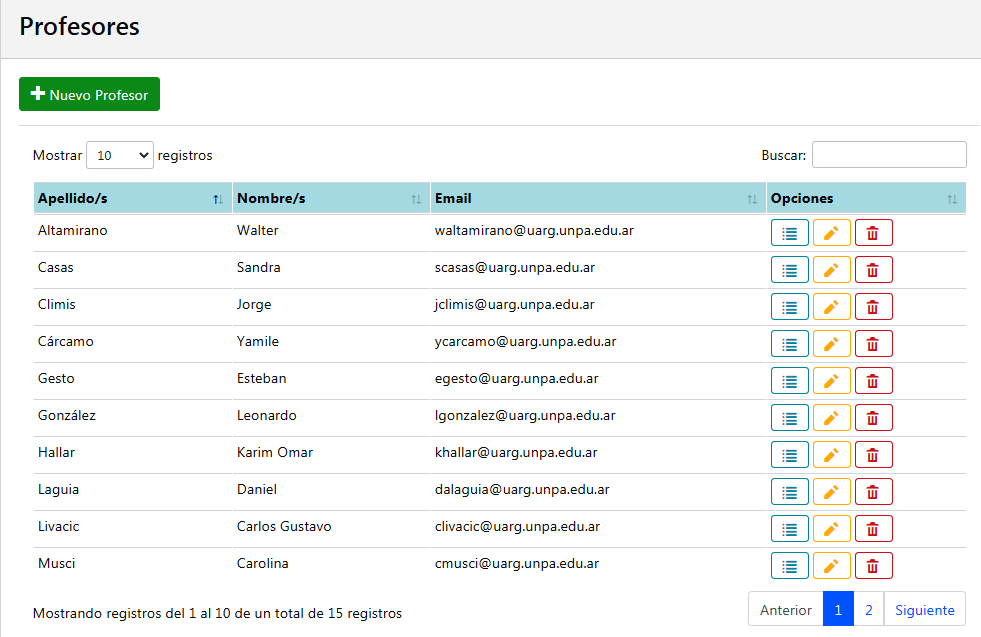 Profesores
Nuevo Profesor
Mostrar 10 registros Buscar:
Apellido/s Nombre/s Email Opciones
Altamirano Walter waltamirano@uarg.unpa.edu.ar
Casas Sandra scasas@uarg.unpa.edu.ar
Climis Jorge jclimis@uarg.unpa.edu.ar
Cárcamo Yamile ycarcamo@uarg.unpa.edu.ar
Gesto Esteban egesto@uarg.unpa.edu.ar
González Leonardo lgonzalez@uarg.unpa.edu.ar
Hallar Karim Omar khallar@uarg.unpa.edu.ar
Laguia Daniel dalaguia@uarg.unpa.edu.ar
Livacic Carlos Gustavo clivacic@uarg.unpa.edu.ar
Musci Carolina cmusci@uarg.unpa.edu.ar
Mostrando registros del 1 al 10 de un total de 15 registros Anterior 1 2 Siguiente